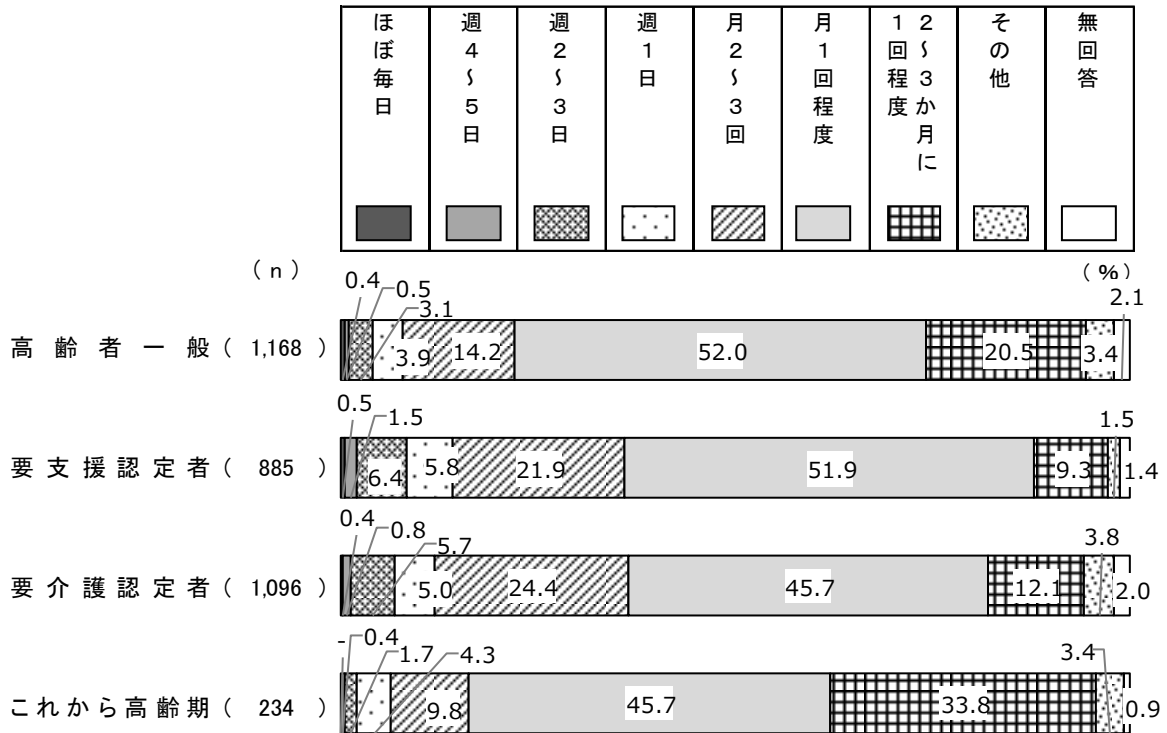 ほぼ毎日
週4〜5日
週2〜3日
週1日
月2〜3回
月1回程度
2〜3か月に
1回程度
その他
無回答
(n)
(%)
0.4
0.5
3.1
2.1
高齢者一般(1,168)
3.9
14.2
52.0
20.5
3.4
0.5
1.5
1.5
要支援認定者(885)
6.4
5.8
21.9
51.9
9.3
1.4
0.4
0.8
5.7
3.8
要介護認定者(1,096)
5.0
24.4
45.7
12.1
2.0
-
0.4
1.7
4.3
3.4
これから高齢期(234)
9.8
45.7
33.8
0.9